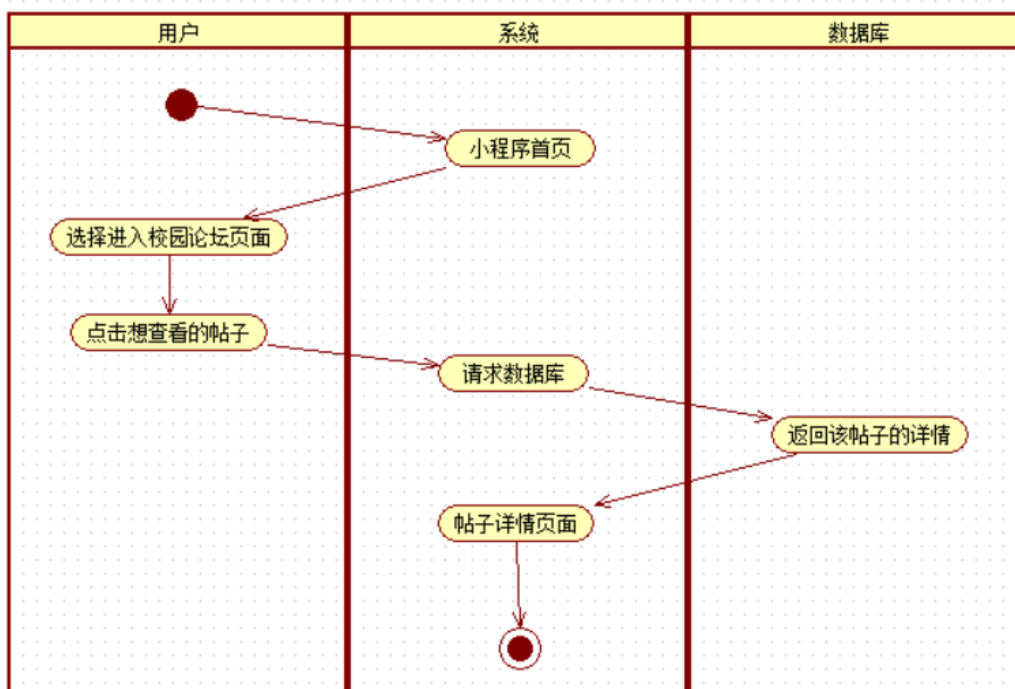 用户
系统
数据库
小程序首页
选择进入校园论坛页面
点击想查看的帖子
请求数据库
返回该帖子的详情
帖子详情页面